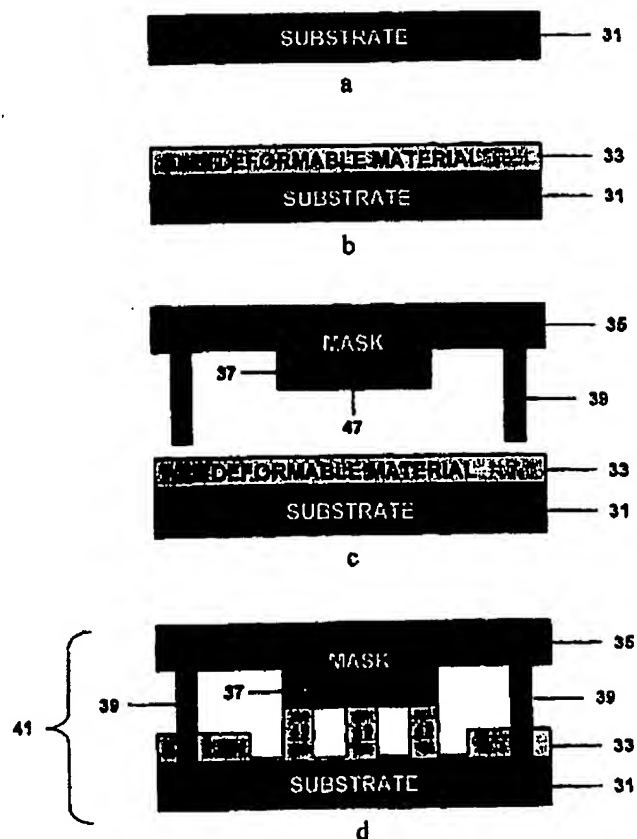 SUBSTRATE 31
a
DEFORMABLE MATERIAL 33
SUBSTRATE 31
b
35
MASK
37
39
47
DEFORMABLE MATERIAL 33
SUBSTRATE 31
c
35
MASK
37
39 39
41
33
SUBSTRATE 31
d